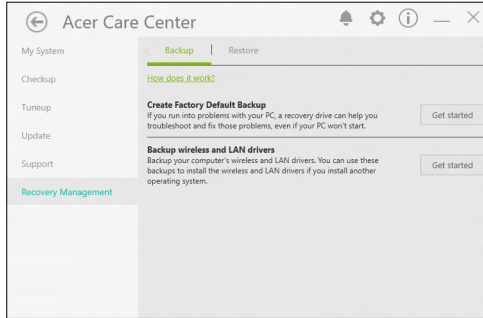 Acer Care Center
My System
Checkup
Tuneup
Update
Support
Recovery Management
Backup
Restore
How does it work?
Create Factory Default Backup
If you run into problems with your PC, a recovery drive can help you
troubleshoot and fix those problems, even if your PC won't start.
Get started
Backup wireless and LAN drivers
Backup your computer's wireless and LAN drivers. You can use these
backups to install the wireless and LAN drivers if you install another
operating system.
Get started